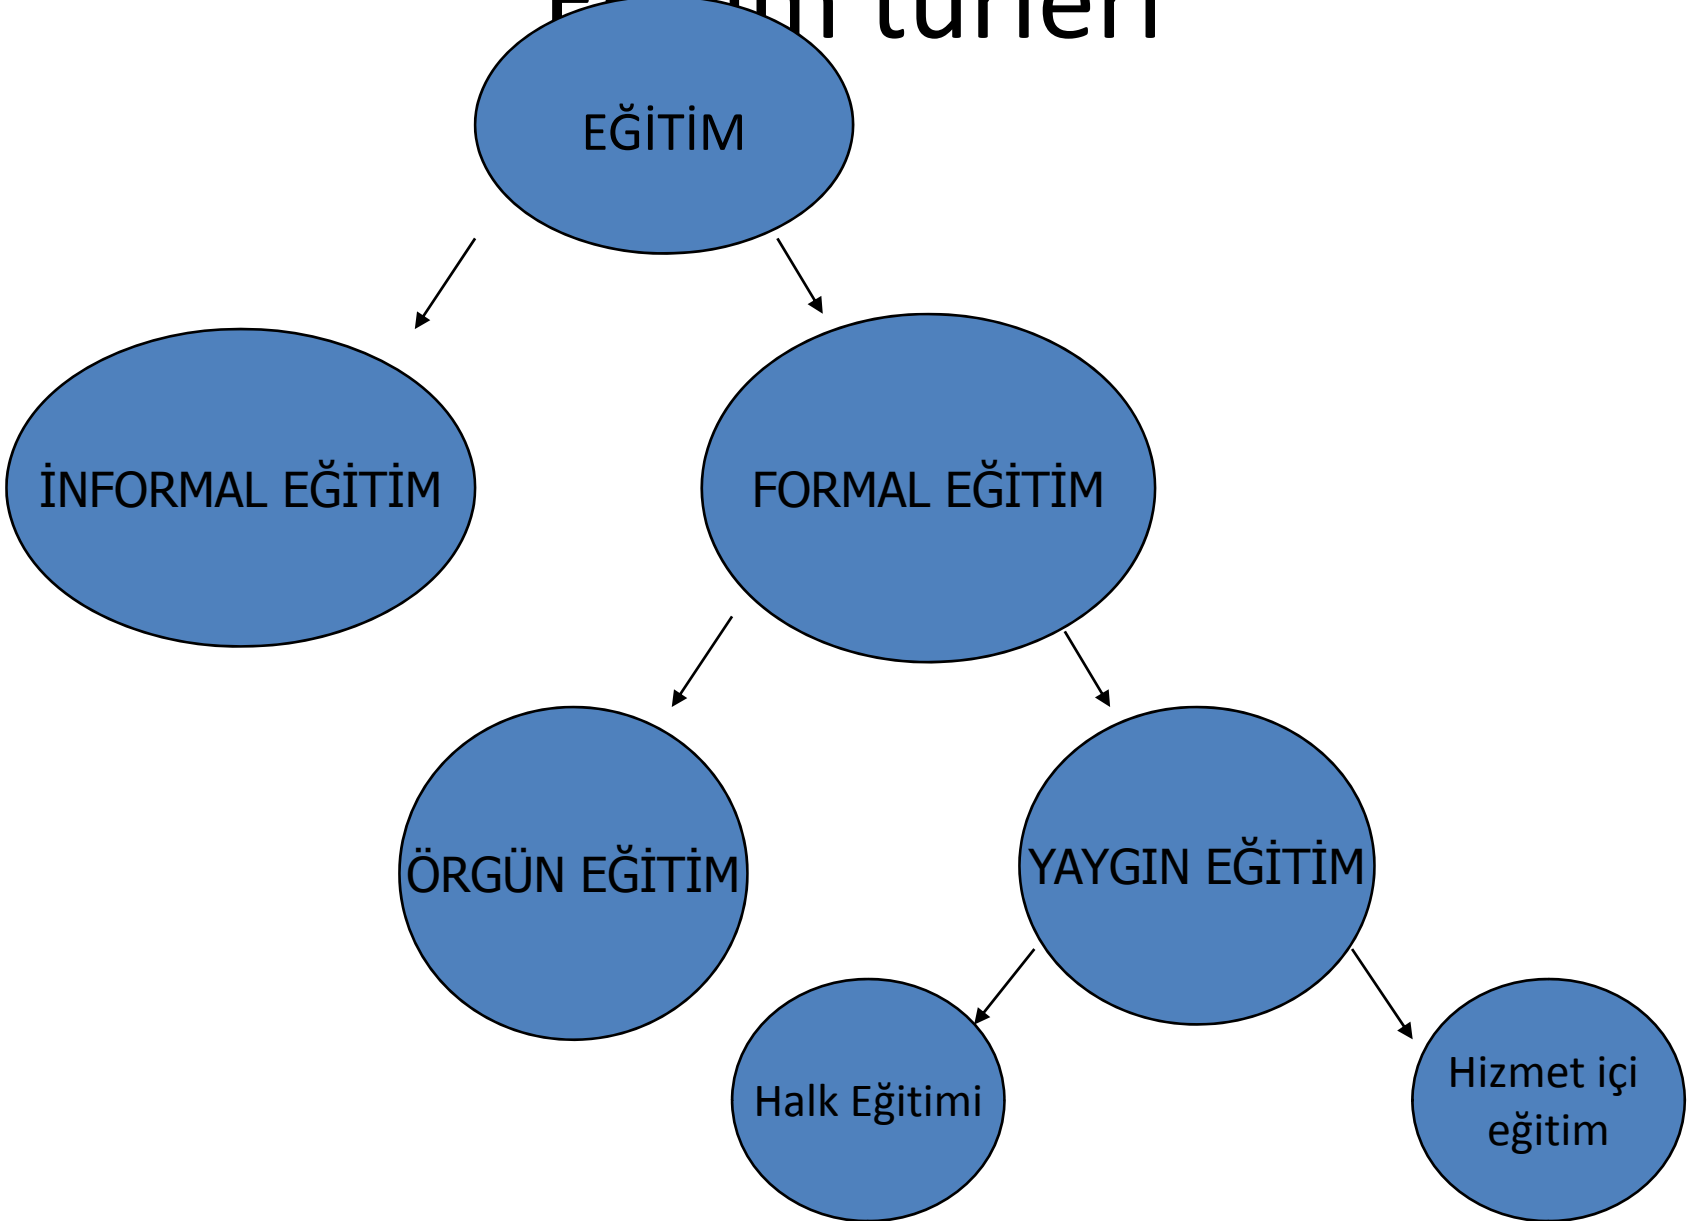 türleri
EĞİTİM
İNFORMAL EĞİTİM
FORMAL EĞİTİM
ÖRGÜN EĞİTİM
YAYGIN EĞİTİM
Halk Eğitimi
Hizmet içi
eğitim